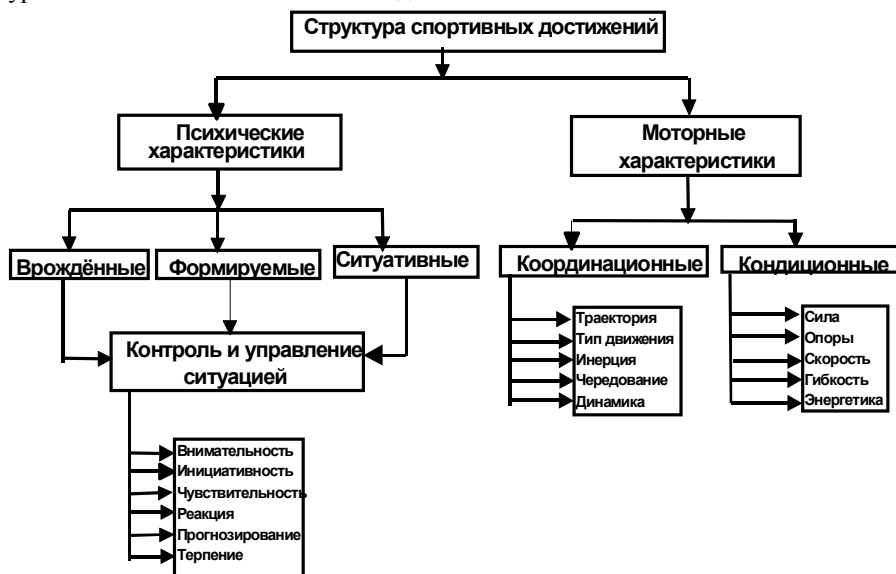 Структура спортивных достижений
Психические
характеристики
Моторные
характеристики
Врождённые
Формируемые
Ситуативные
Координационные
Кондиционные
Контроль и управление
ситуацией
Траектория
Тип движения
Инерция
Чередование
Динамика
Сила
Опоры
Скорость
Гибкость
Энергетика
Внимательность
Инициативность
Чувствительность
Реакция
Прогнозирование
Терпение